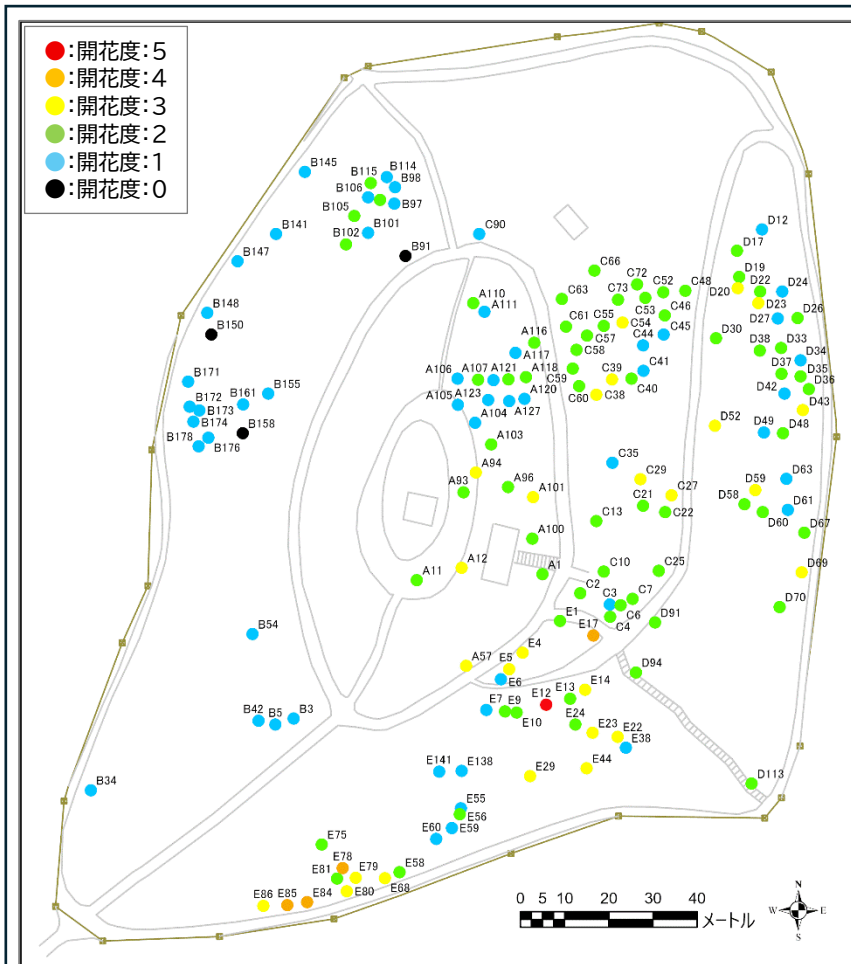 ●:開花度:5
●:開花度:4
●:開花度:3
●:開花度:2
●:開花度:1
●:開花度:0
B145
B115
B114
B98
B106
B97
B105
B101
B102
B141
B147
B91
C90
B148
B150
B171
B155
B172
B161
B173
B174
B158
B178
B176
A110
A111
A116
A117
A106
A107
A121
A118
A105
A123
A120
A104
A127
A103
A94
A93
A96
A101
A100
A11
A12
A1
A57
C66
C72
C52
C48
C63
C73
C46
C61
C55
C54
C45
C57
C44
C58
C41
C59
C39
C40
C60
C38
C35
C29
C27
C21
C22
C13
C10
C25
C2
C3
C7
C6
C4
D12
D17
D19
D22
D24
D20
D23
D26
D27
D30
D33
D38
D34
D37
D35
D36
D42
D43
D52
D49
D48
D63
D59
D61
D58
D60
D67
D69
D70
D91
D94
D113
E1
E17
E4
E5
E6
E14
E7
E9
E12
E13
E10
E24
E23
E22
E38
E44
E29
E141
E138
E55
E56
E59
E60
E75
E58
E78
E81
E79
E68
E80
E86
E85
E84
B54
B42
B5
B3
B34
0 5 10 20 30 40
メートル
N
W E
S